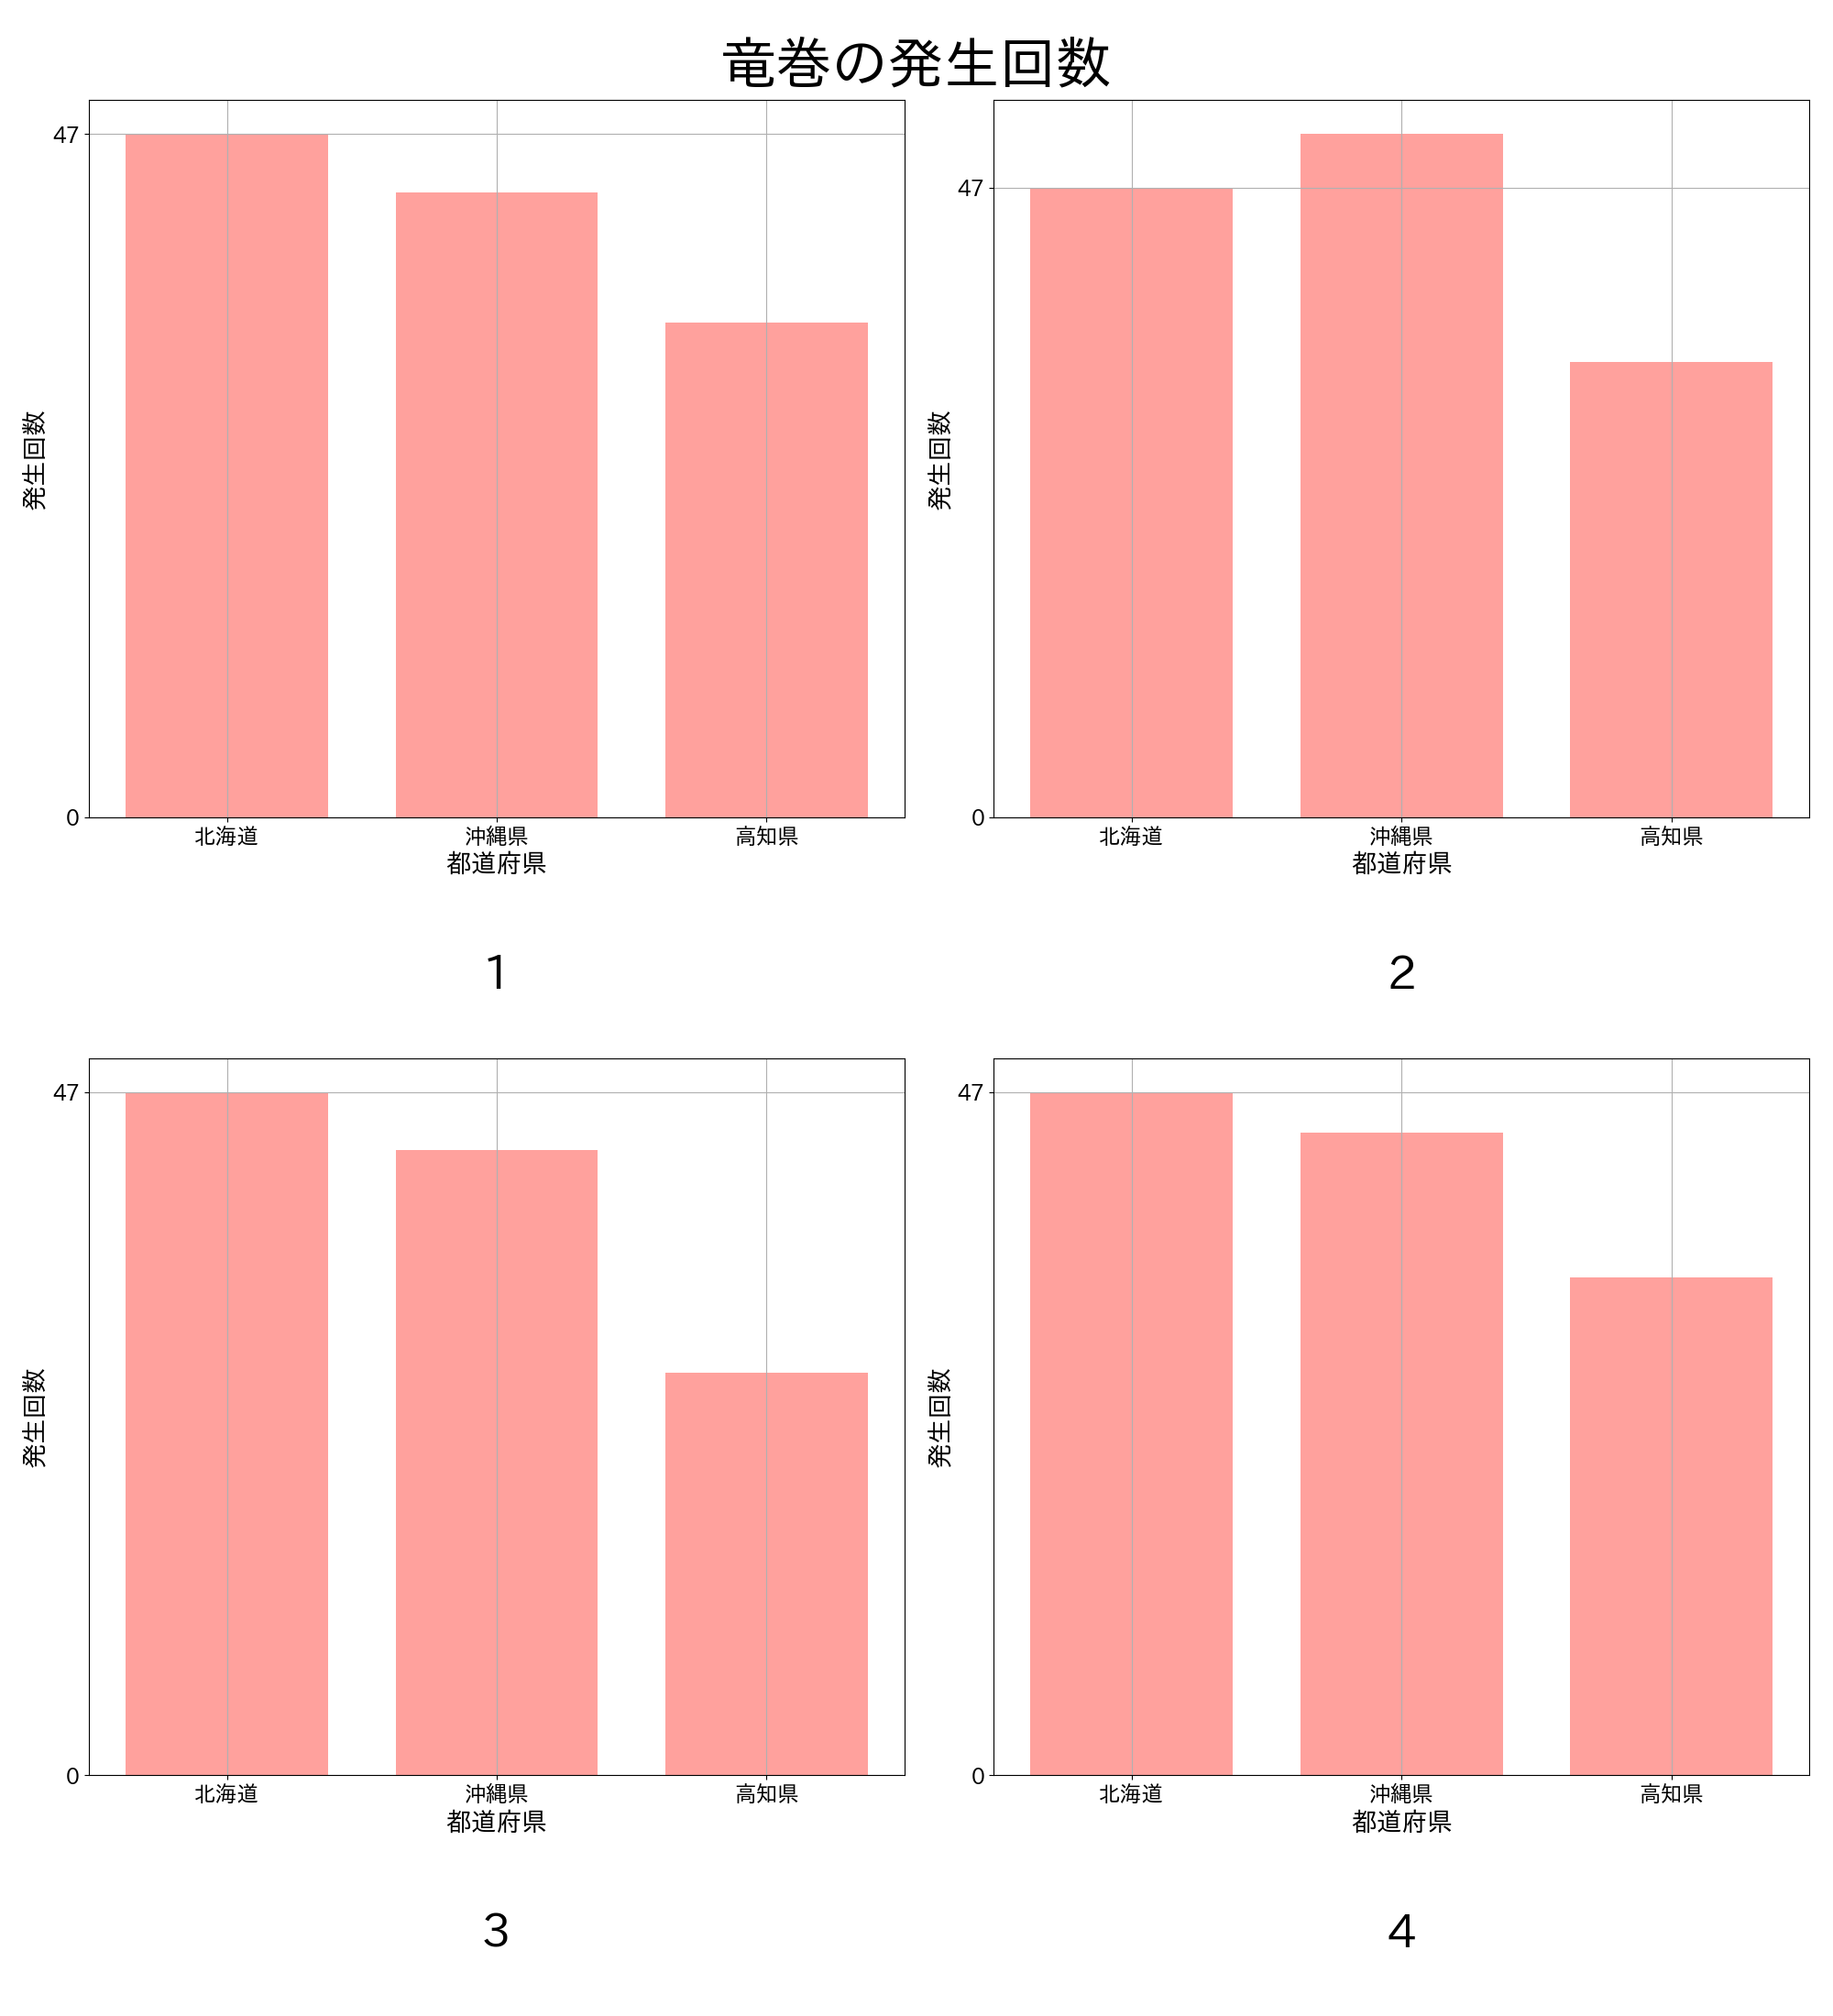 竜巻の発生回数
47
0
発生回数
北海道 沖縄県 高知県
都道府県
1
47
0
発生回数
北海道 沖縄県 高知県
都道府県
2
47
0
発生回数
北海道 沖縄県 高知県
都道府県
3
47
0
発生回数
北海道 沖縄県 高知県
都道府県
4